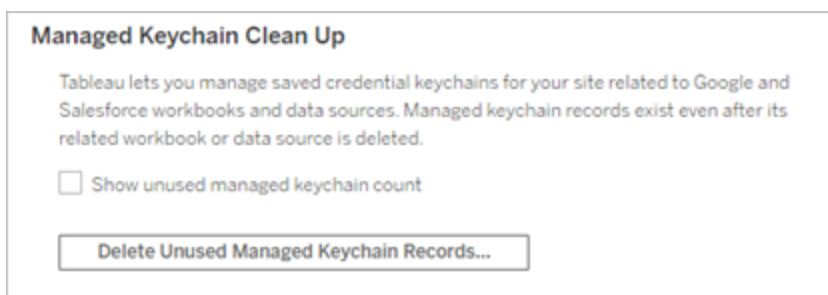 Managed Keychain Clean Up
Tableau lets you manage saved credential keychains for your site related to Google and
Salesforce workbooks and data sources. Managed keychain records exist even after its
related workbook or data source is deleted.
Show unused managed keychain count
Delete Unused Managed Keychain Records...